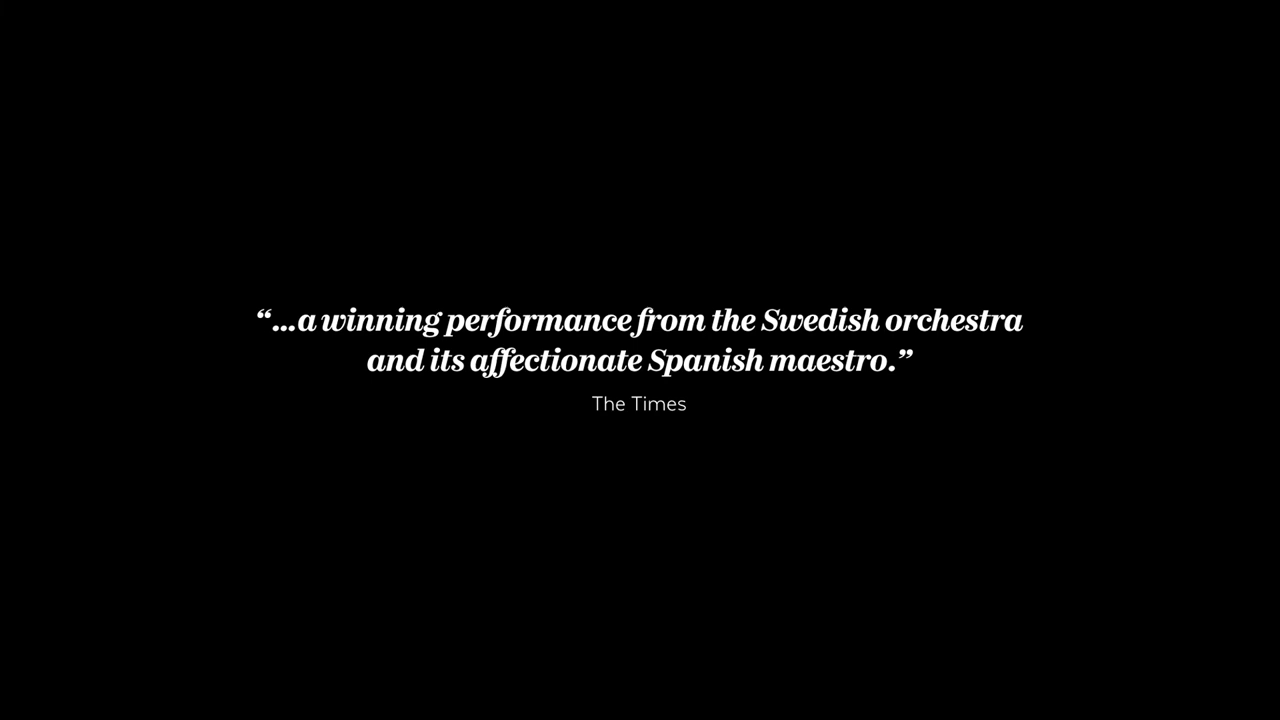 “...a winning performance from the Swedish orchestra
and its affectionate Spanish maestro.”
The Times